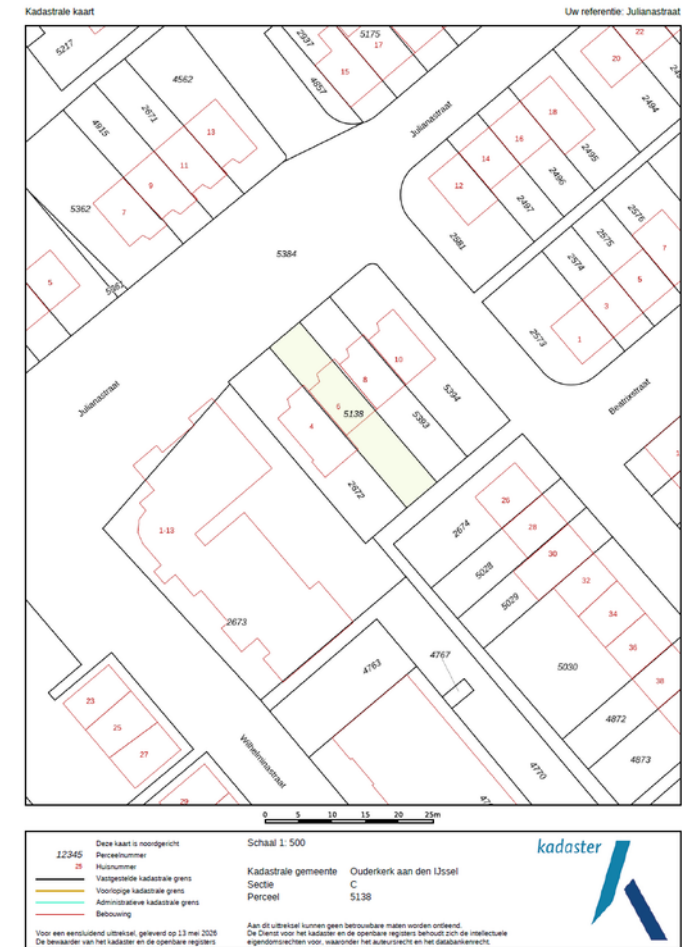 Kadastrale kaart
Uw referentie: Julianastraat
5217
4562
2937
4857
5175
17
15
22
20
2494
4915
2671
13
11
9
7
5362
Julianastraat
18
16
14
12
2495
2496
2497
2581
2576
2575
2574
7
5
3
1
2573
5384
5
Julianastraat
Beatrixstraat
10
8
6
4
5138
5394
5393
2672
1-13
2673
26
28
30
32
34
36
38
2674
5028
5029
5030
4763
4767
4872
4873
4770
23
25
27
29
Wilhelminastraat
0 5 10 15 20 25m
12345
25
Deze kaart is noordgericht
Perceelnummer
Huisnummer
Vastgestelde kadastrale grens
Voorlopige kadastrale grens
Administratieve kadastrale grens
Bebouwing
Voor een eensluidend uittreksel, geleverd op 13 mei 2026
De bewaarder van het kadaster en de openbare registers
Schaal 1: 500
Kadastrale gemeente Ouderkerk aan den IJssel
Sectie C
Perceel 5138
Aan dit uittreksel kunnen geen betrouwbare maten worden ontleend.
De Dienst voor het kadaster en de openbare registers behoudt zich de intellectuele
eigendomsrechten voor, waaronder het auteursrecht en het databankenrecht.
kadaster